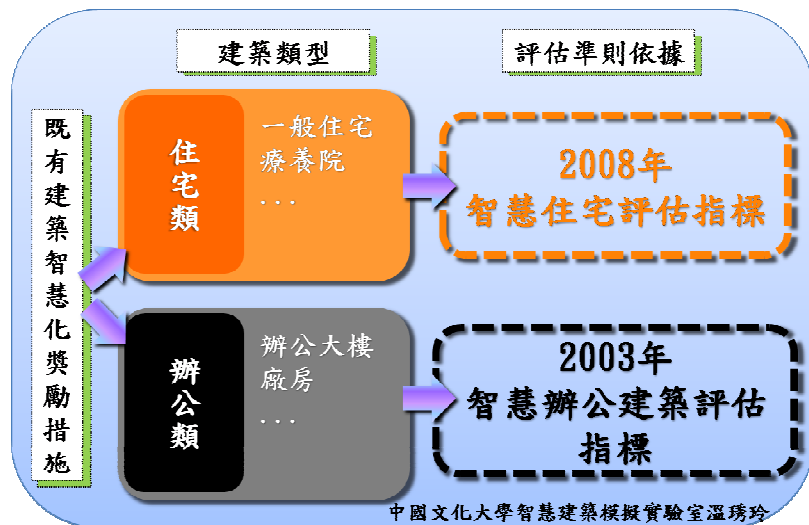 建築類型
評估準則依據
既有建築智慧化獎勵措施
住宅類
一般住宅
療養院
...
2008年
智慧住宅評估指標
辦公類
辦公大樓
廠房
...
2003年
智慧辦公建築評估
指標
中國文化大學智慧建築模擬實驗室溫琇玲